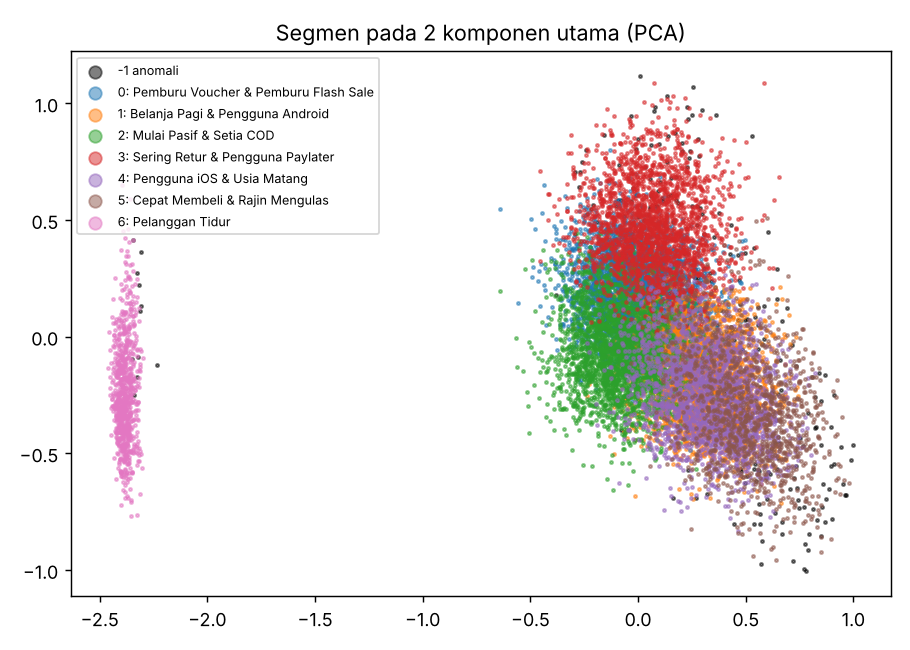 Segmen pada 2 komponen utama (PCA)
-1 anomali
0: Pemburu Voucher & Pemburu Flash Sale
1: Belanja Pagi & Pengguna Android
2: Mulai Pasif & Setia COD
3: Sering Retur & Pengguna Paylater
4: Pengguna iOS & Usia Matang
5: Cepat Membeli & Rajin Mengulas
6: Pelanggan Tidur
1.0
0.5
0.0
−0.5
−1.0
−2.5 −2.0 −1.5 −1.0 −0.5 0.0 0.5 1.0